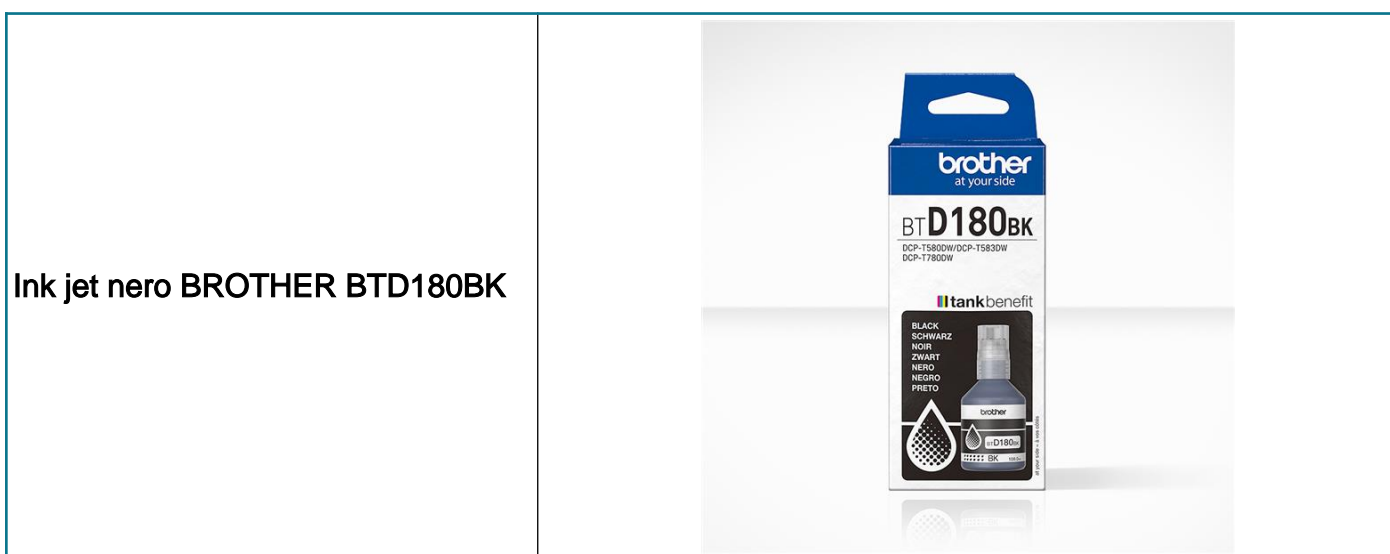 Ink jet nero BROTHER BTD180BK
brother
at your side
BTD180BK
DCP-T580DW/DCP-T583DW
DCP-T780DW
tankbenefit
BLACK
SCHWARZ
NOIR
ZWART
NERO
NEGRO
PRETO
brother
BTD180BK
BK